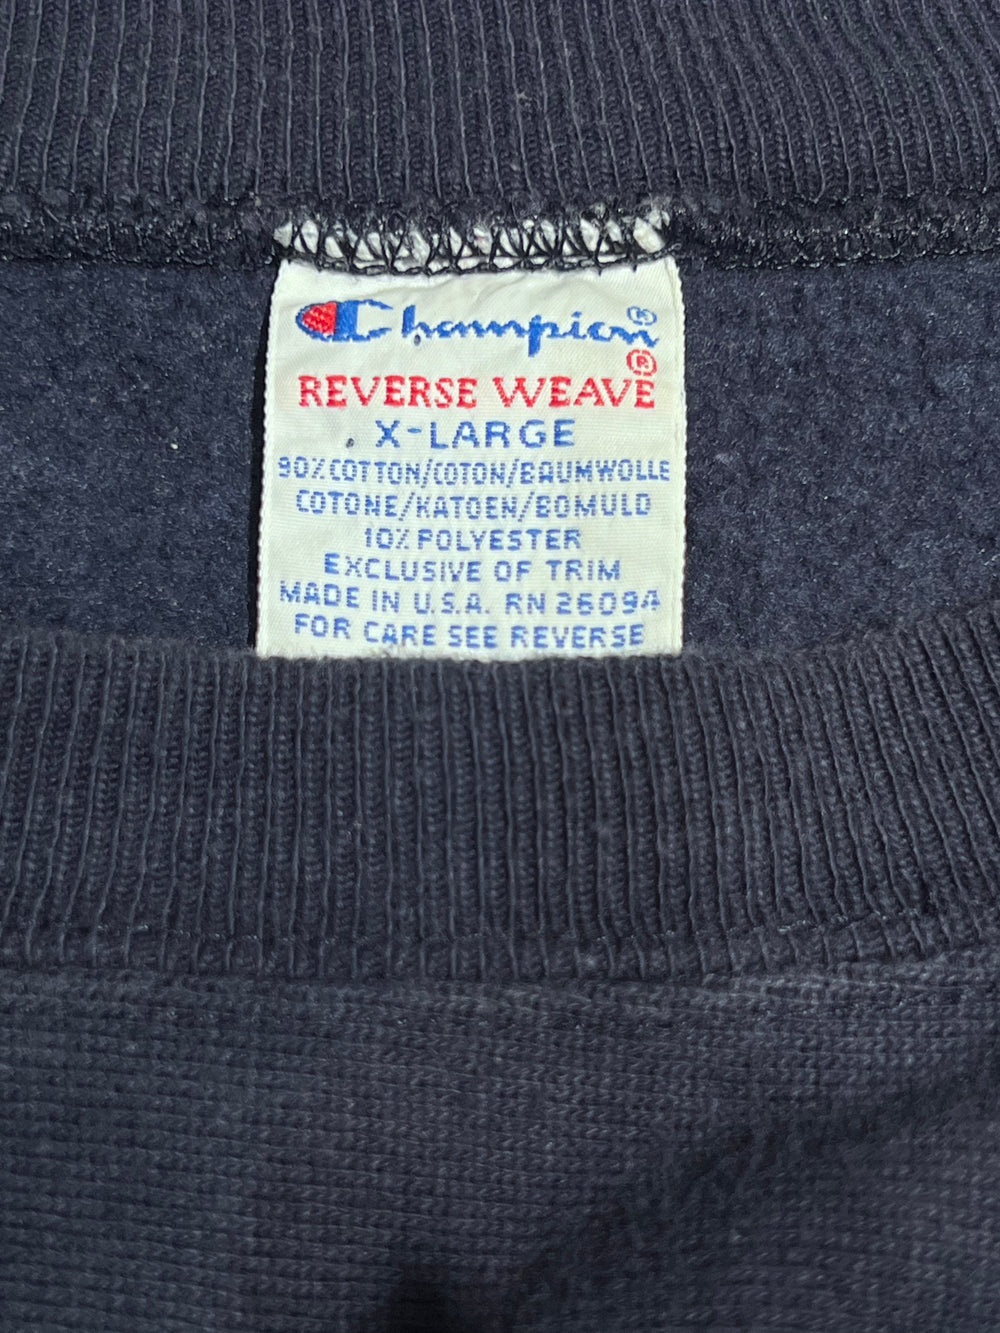 Champion®
®
REVERSE WEAVE
X-LARGE
90% COTTON/COTON/BAUMWOLLE
COTONE/KATOEN/BOMULD
10% POLYESTER
EXCLUSIVE OF TRIM
MADE IN U.S.A. RN 26094
FOR CARE SEE REVERSE